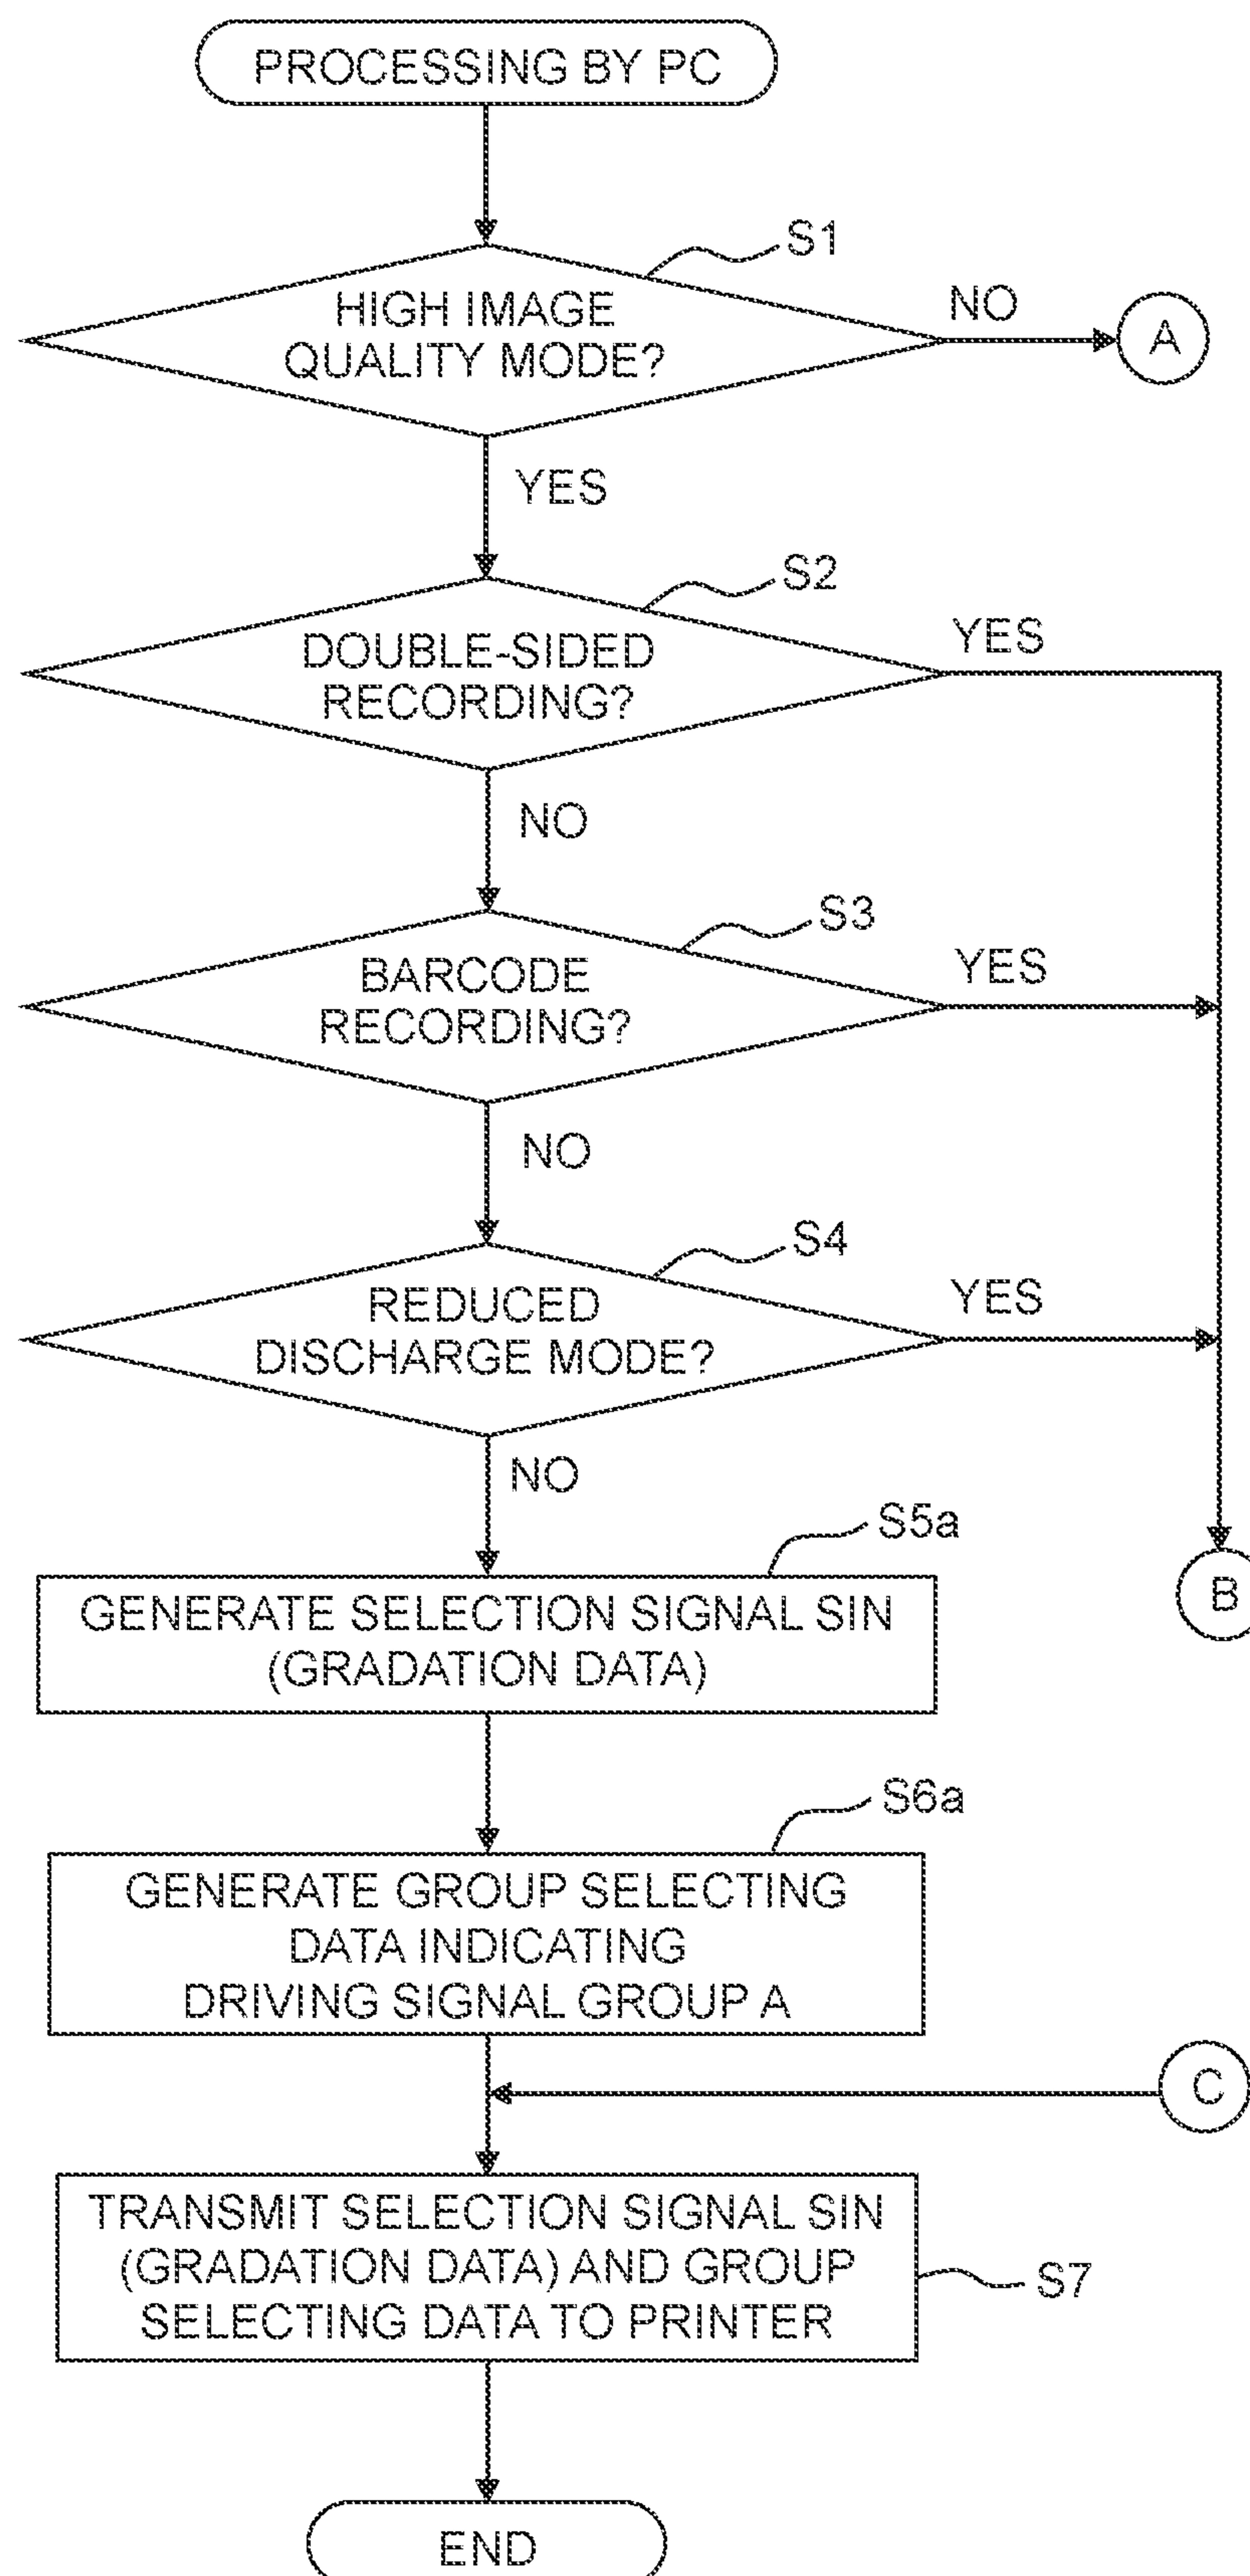 PROCESSING BY PC
S1
HIGH IMAGE
QUALITY MODE?
NO
A
YES
S2
DOUBLE-SIDED
RECORDING?
YES
NO
S3
BARCODE
RECORDING?
YES
NO
S4
REDUCED
DISCHARGE MODE?
YES
NO
S5a
GENERATE SELECTION SIGNAL SIN
(GRADATION DATA)
B
S6a
GENERATE GROUP SELECTING
DATA INDICATING
DRIVING SIGNAL GROUP A
C
TRANSMIT SELECTION SIGNAL SIN
(GRADATION DATA) AND GROUP
SELECTING DATA TO PRINTER
S7
END